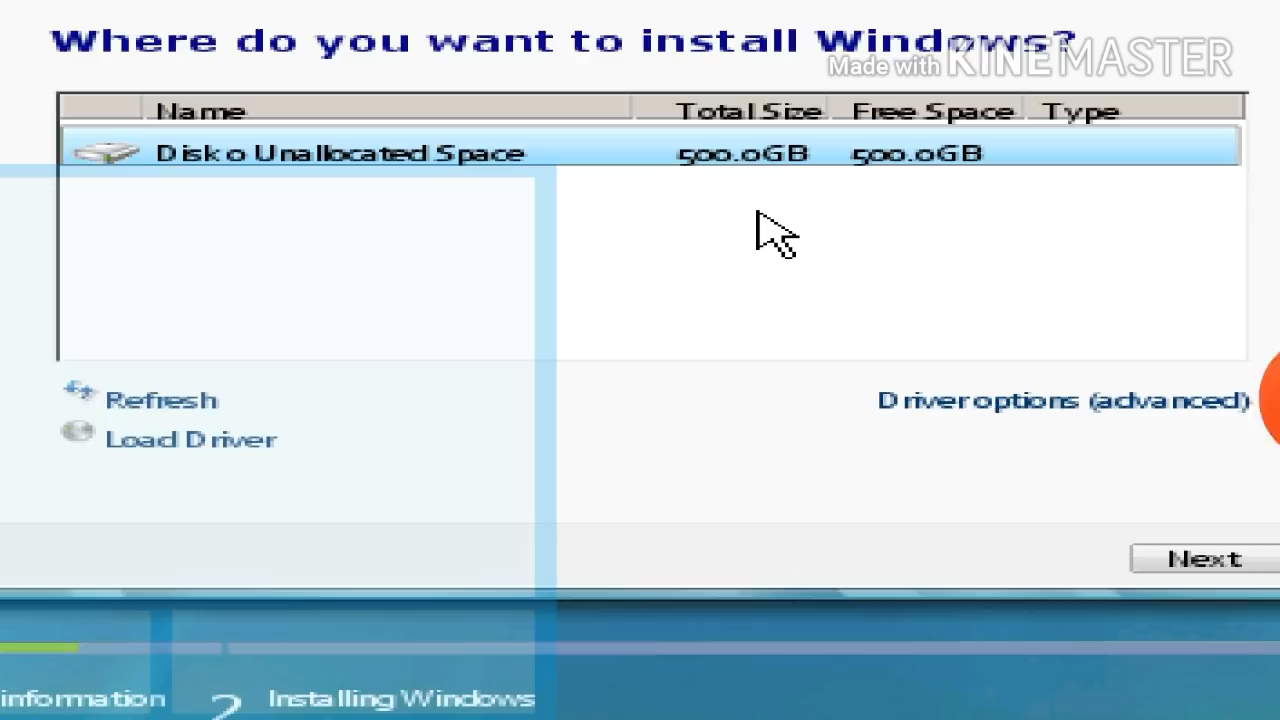 Where do you want to install Windows?
Made with KINEMASTER
Name Total Size Free Space Type
Disk 0 Unallocated Space 500.0GB 500.0GB
Refresh
Driver options (advanced)
Load Driver
Next
information 2 Installing Windows